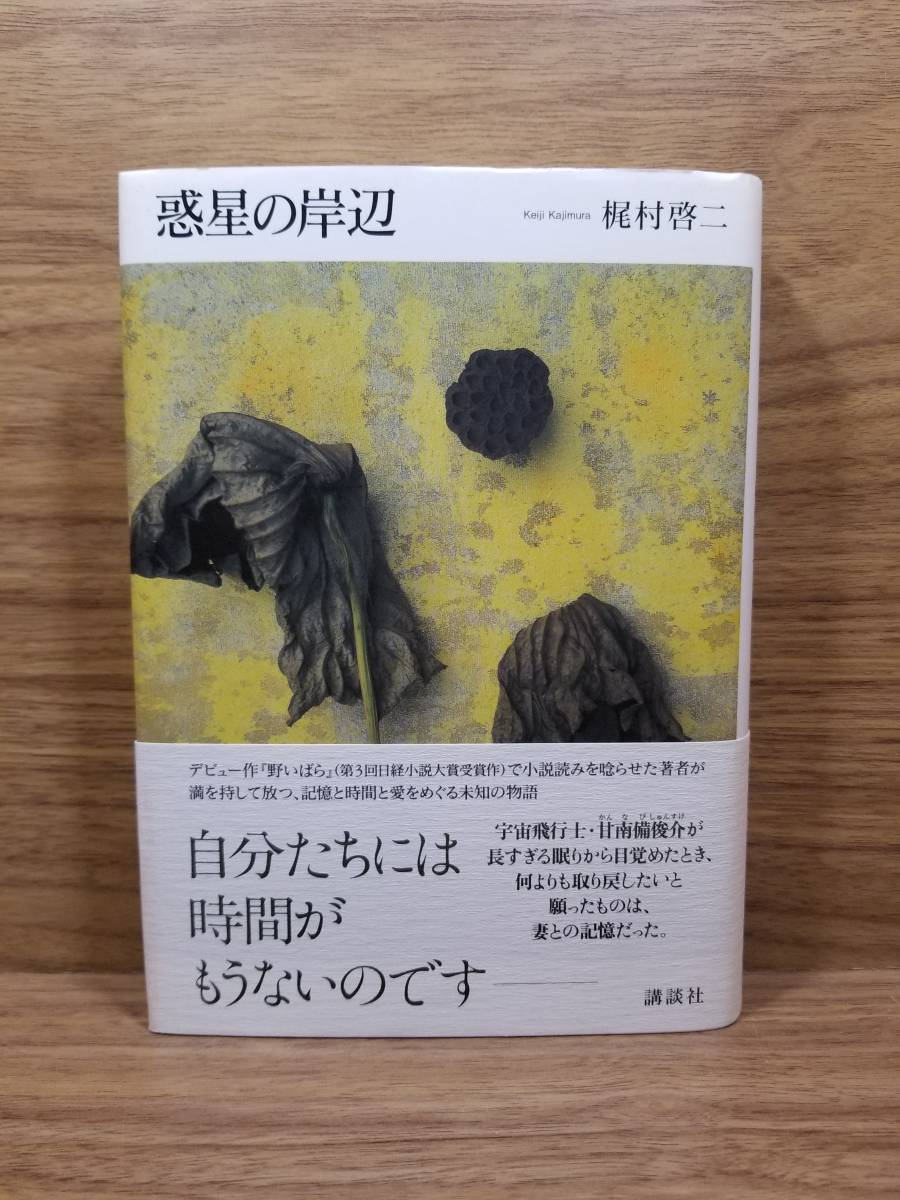 惑星の岸辺
Keiji Kajimura 梶村啓二
デビュー作『野いばら』(第3回日経小説大賞受賞作)で小説読みを唸らせた著者が
満を持して放つ、記憶と時間と愛をめぐる未知の物語
自分たちには
時間が
もうないのです――
かんなびしゅんすけ
宇宙飛行士・甘南備俊介が
長すぎる眠りから目覚めたとき、
何よりも取り戻したいと
願ったものは、
妻との記憶だった。
講談社